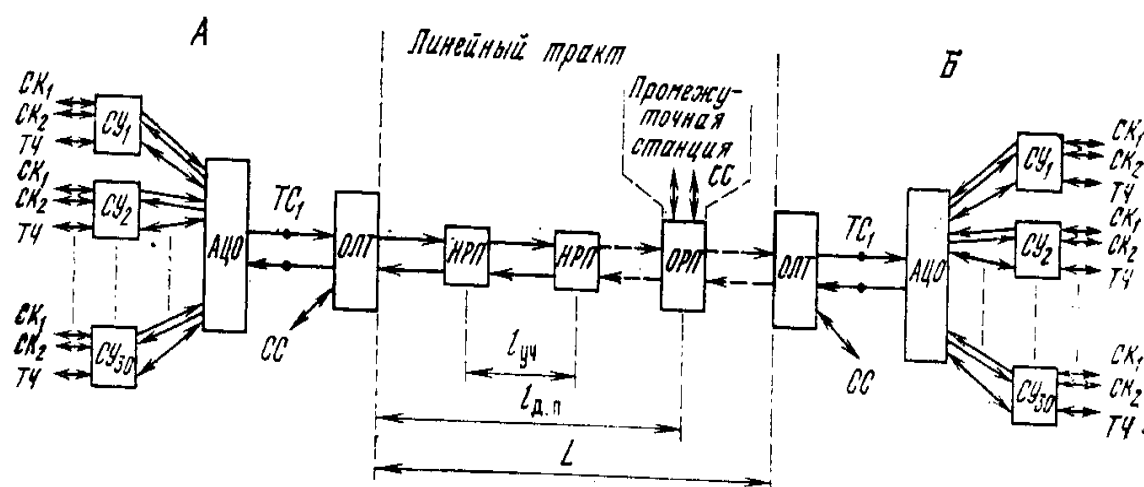 А
Линейный тракт
Б
Промежу-
точная
станция
СС
СК₁
СК₂
ТЧ
СУ₁
СК₁
СК₂
ТЧ
СУ₂
СК₁
СК₂
ТЧ
СУ₃₀
АЦО
ТС₁
ОЛТ
СС
НРП
НРП
ОРП
ОЛТ
СС
ТС₁
АЦО
СУ₁
СК₁
СК₂
ТЧ
СУ₂
СК₁
СК₂
ТЧ
СУ₃₀
СК₁
СК₂
ТЧ.
l уч
l д.п
L